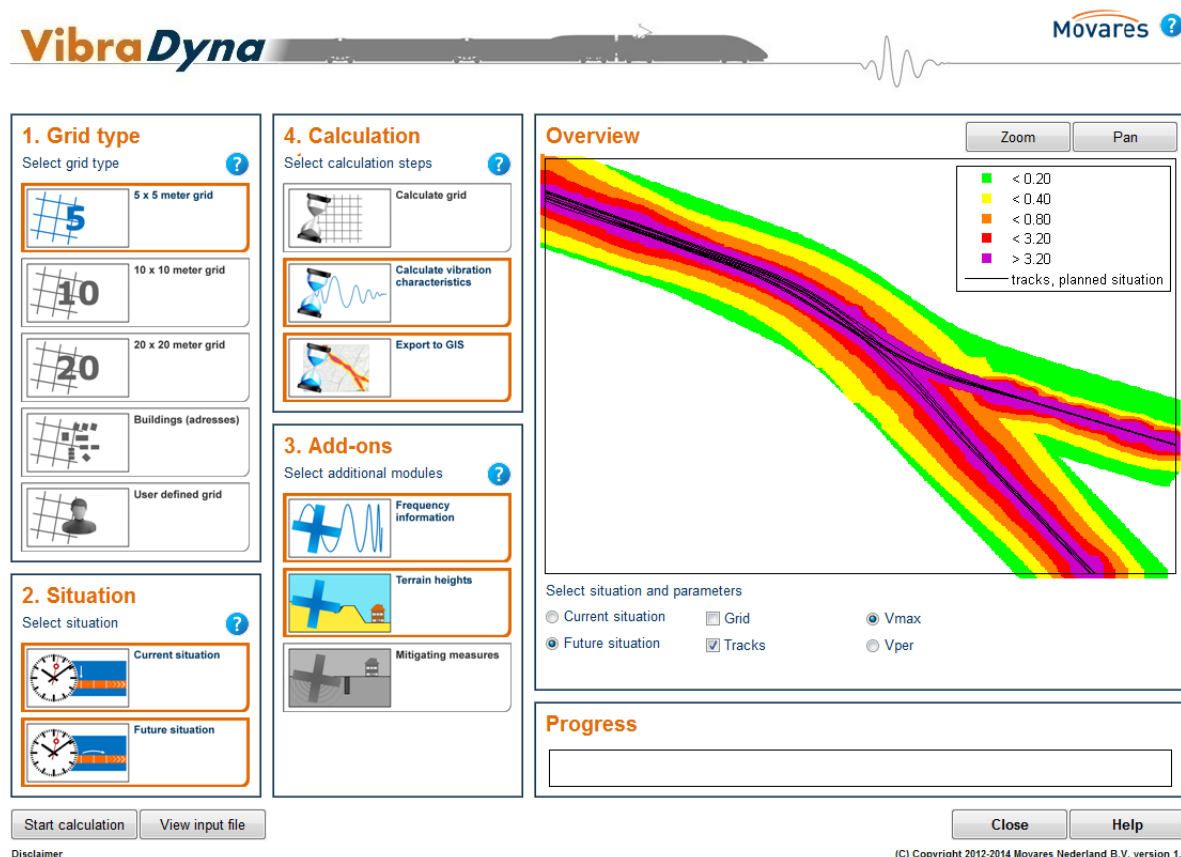 VibraDyna
Movares
?
1. Grid type
Select grid type
?
5
5 x 5 meter grid
10
10 x 10 meter grid
20
20 x 20 meter grid
Buildings (adresses)
User defined grid
2. Situation
Select situation
?
Current situation
Future situation
4. Calculation
Select calculation steps
?
Calculate grid
Calculate vibration
characteristics
Export to GIS
3. Add-ons
Select additional modules
?
Frequency
information
Terrain heights
Mitigating measures
Overview
Zoom
Pan
< 0.20
< 0.40
< 0.80
< 3.20
> 3.20
tracks, planned situation
Select situation and parameters
Current situation
Grid
Vmax
Future situation
Tracks
Vper
Progress
Start calculation
View input file
Close
Help
Disclaimer
(C) Copyright 2012-2014 Movares Nederland B.V. version 1.